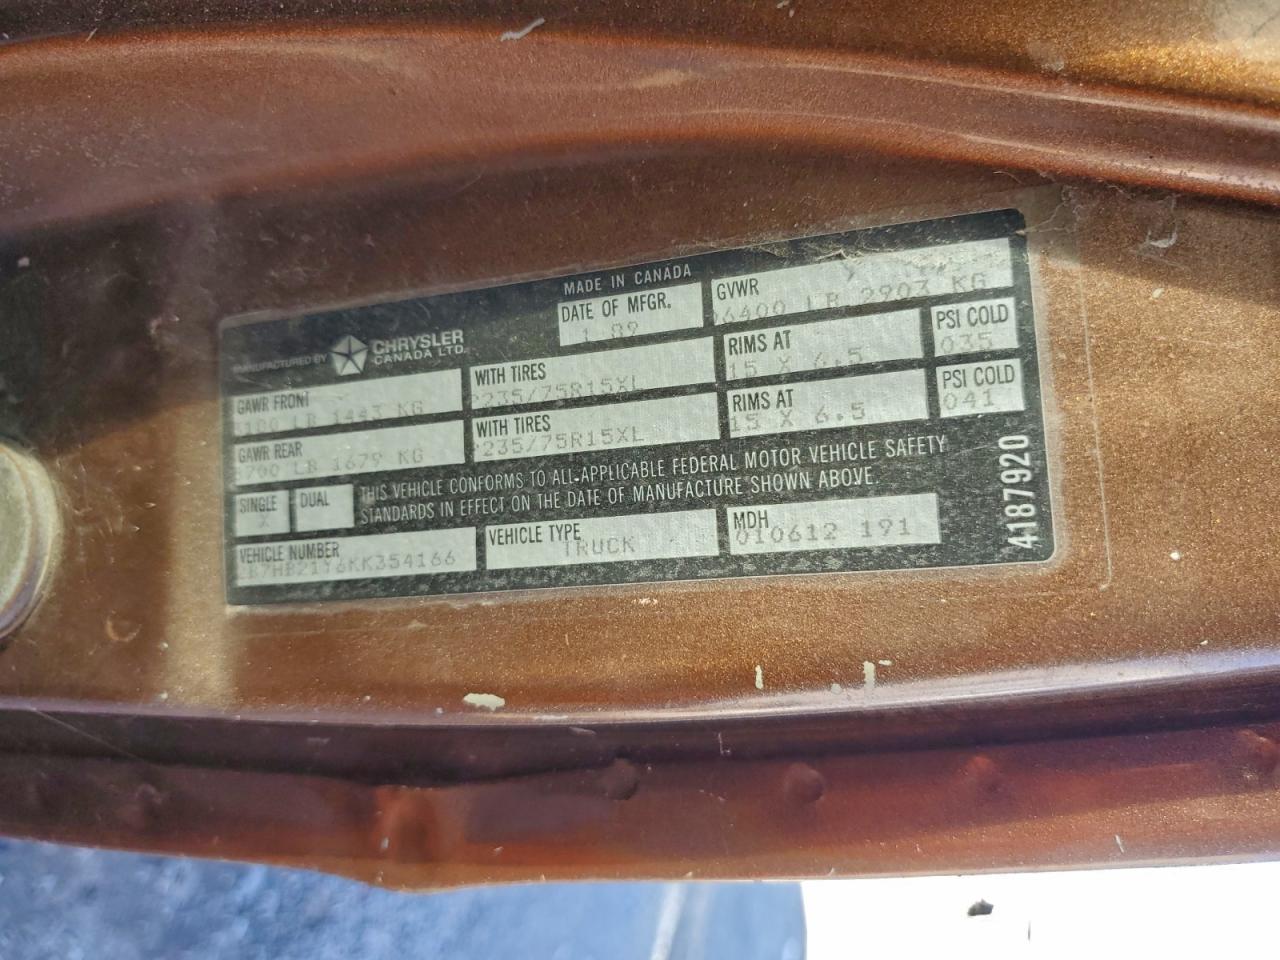 MADE IN CANADA
MANUFACTURED BY CHRYSLER CANADA LTD.
DATE OF MFGR.
1 89
GVWR
06400 LB 2903 KG
GAWR FRONT
LB 1443 KG
WITH TIRES
P235/75R15XL
RIMS AT
15 X 6.5
PSI COLD
035
GAWR REAR
3700 LB 1679 KG
WITH TIRES
P235/75R15XL
RIMS AT
15 X 6.5
PSI COLD
041
SINGLE
X
DUAL
THIS VEHICLE CONFORMS TO ALL APPLICABLE FEDERAL MOTOR VEHICLE SAFETY
STANDARDS IN EFFECT ON THE DATE OF MANUFACTURE SHOWN ABOVE.
VEHICLE NUMBER
2B7HB21Y6KK354166
VEHICLE TYPE
TRUCK
MDH
010612 191
4187920